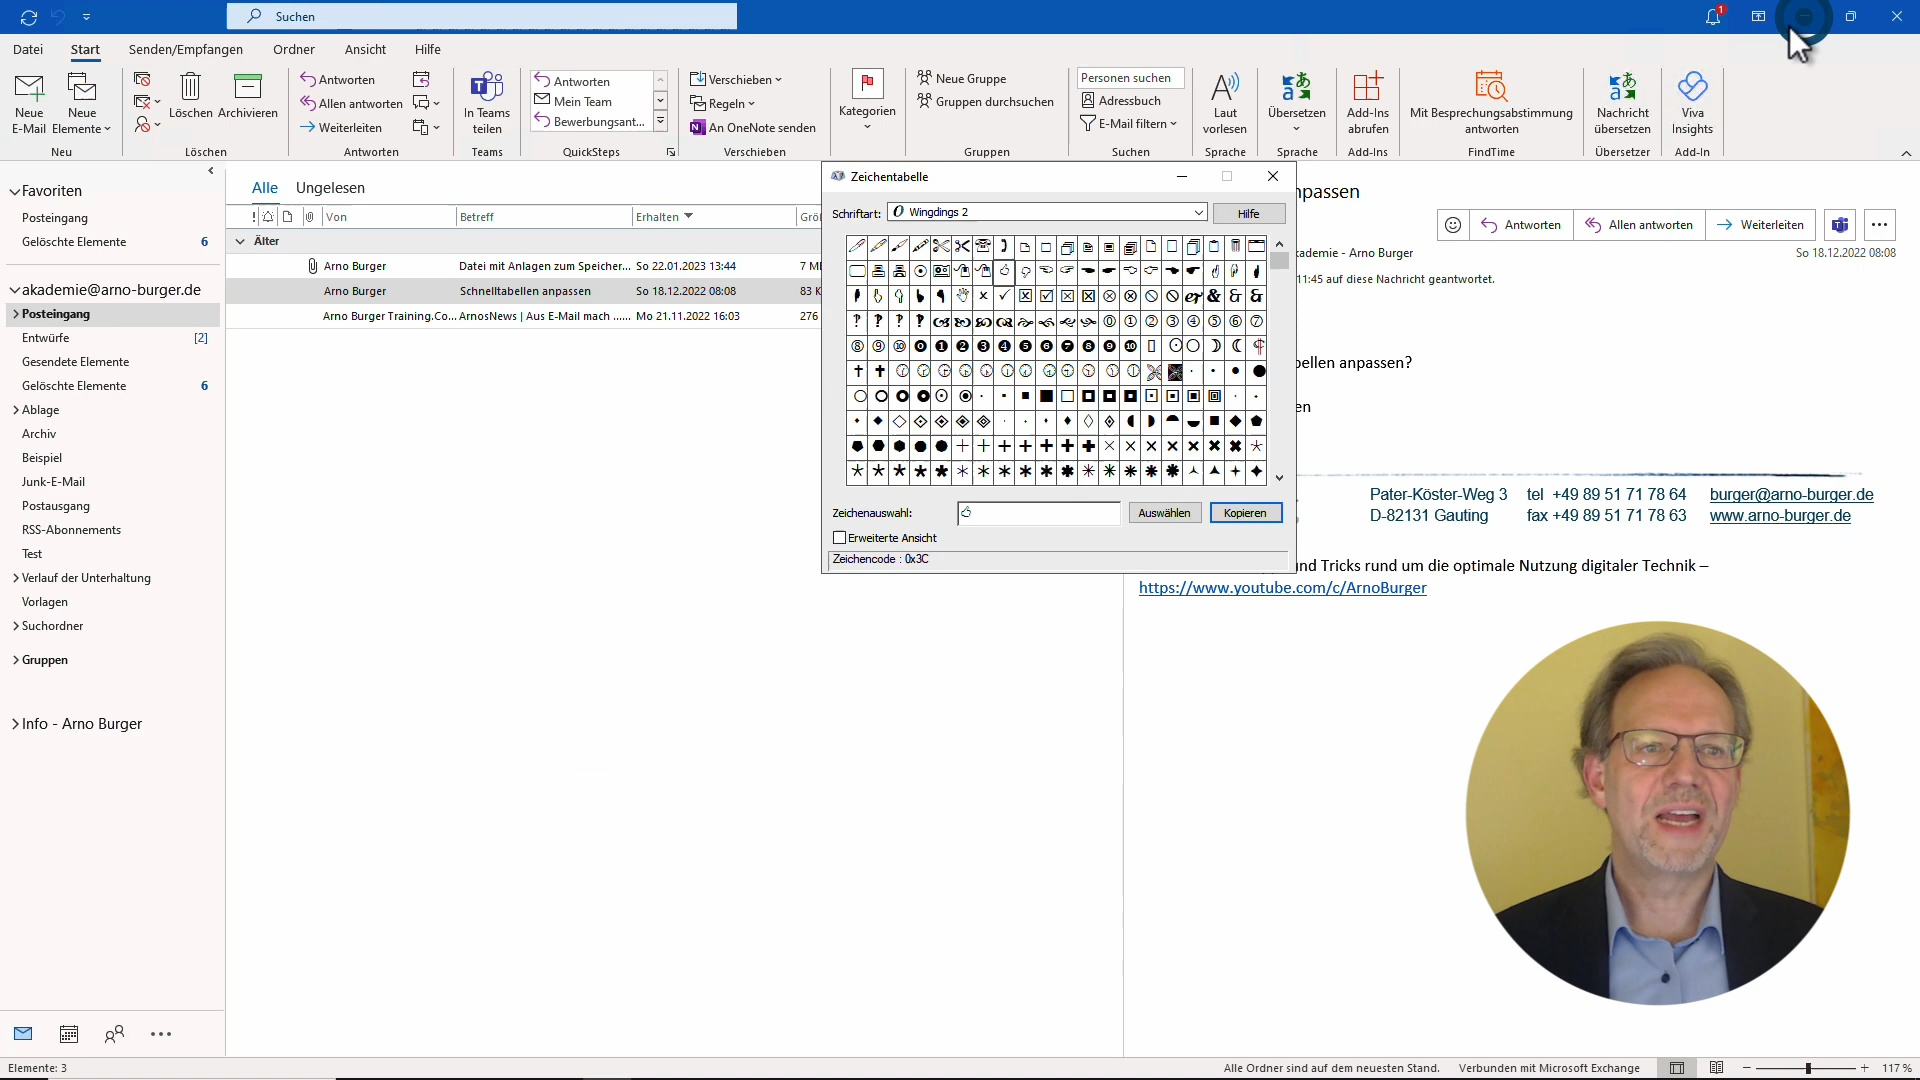 Suchen
1
Datei
Start
Senden/Empfangen
Ordner
Ansicht
Hilfe
Neue E-Mail
Neue Elemente
Neu
Löschen
Archivieren
Löschen
Antworten
Allen antworten
Weiterleiten
Antworten
In Teams teilen
Teams
Antworten
Mein Team
Bewerbungsant...
QuickSteps
Verschieben
Regeln
An OneNote senden
Verschieben
Kategorien
Neue Gruppe
Gruppen durchsuchen
Gruppen
Personen suchen
Adressbuch
E-Mail filtern
Suchen
Laut vorlesen
Sprache
Übersetzen
Sprache
Add-Ins abrufen
Add-Ins
Mit Besprechungsabstimmung antworten
FindTime
Nachricht übersetzen
Übersetzer
Viva Insights
Add-In
Favoriten
Posteingang
Gelöschte Elemente 6
akademie@arno-burger.de
Posteingang
Entwürfe [2]
Gesendete Elemente
Gelöschte Elemente 6
Ablage
Archiv
Beispiel
Junk-E-Mail
Postausgang
RSS-Abonnements
Test
Verlauf der Unterhaltung
Vorlagen
Suchordner
Gruppen
Info - Arno Burger
Alle Ungelesen
Von Betreff Erhalten
Älter
Arno Burger Datei mit Anlagen zum Speicher... So 22.01.2023 13:44 7
Arno Burger Schnelltabellen anpassen So 18.12.2022 08:08 83
Arno Burger Training.Co... ArnosNews | Aus E-Mail mach ...... Mo 21.11.2022 16:03 276
Zeichentabelle
Schriftart: Wingdings 2 Hilfe
Zeichenauswahl: Auswählen Kopieren
Erweiterte Ansicht
Zeichencode : 0x3C
npassen
Antworten Allen antworten Weiterleiten
kademie - Arno Burger So 18.12.2022 08:08
11:45 auf diese Nachricht geantwortet.
bellen anpassen?
en
Pater-Köster-Weg 3 tel +49 89 51 71 78 64 burger@arno-burger.de
D-82131 Gauting fax +49 89 51 71 78 63 www.arno-burger.de
und Tricks rund um die optimale Nutzung digitaler Technik –
https://www.youtube.com/c/ArnoBurger
Elemente: 3
Alle Ordner sind auf dem neuesten Stand. Verbunden mit Microsoft Exchange 117 %